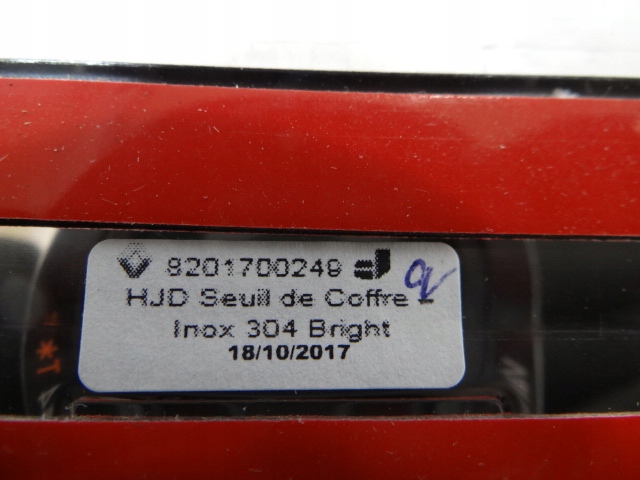 8201700249
HJD Seuil de Coffre -
Inox 304 Bright
18/10/2017